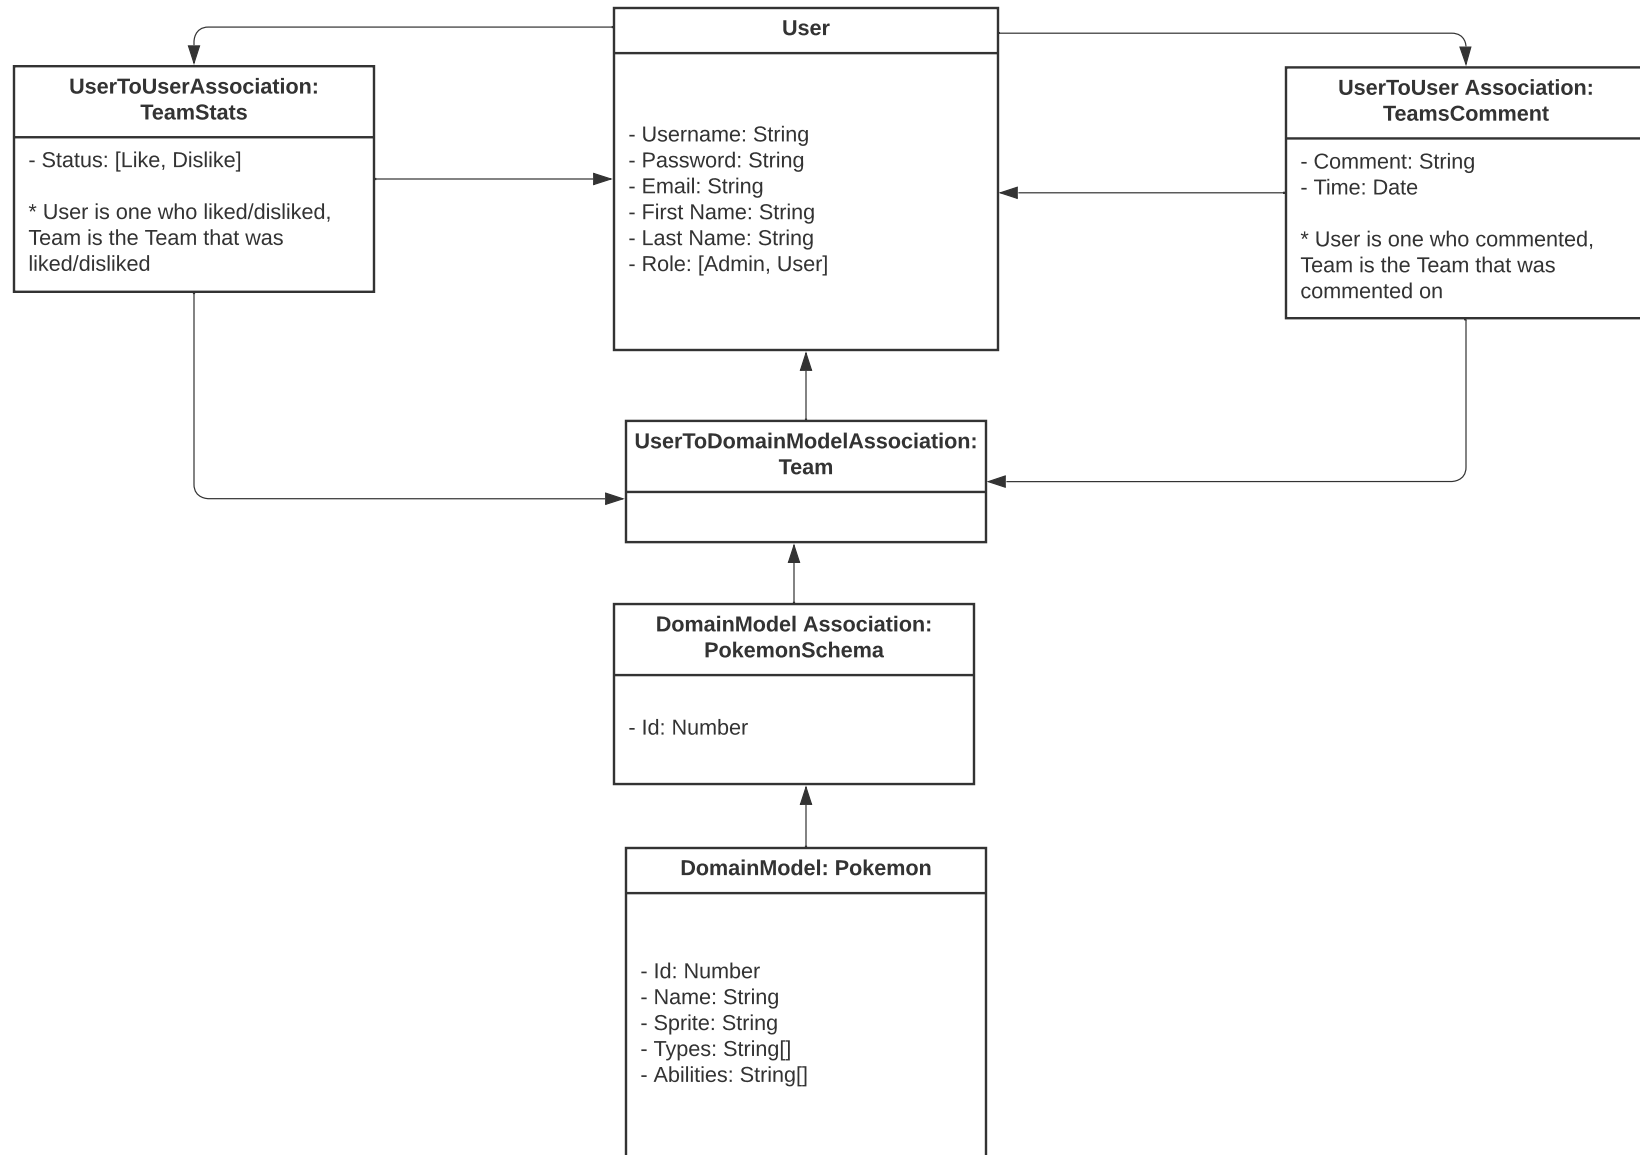 User
- Username: String
- Password: String
- Email: String
- First Name: String
- Last Name: String
- Role: [Admin, User]
UserToUserAssociation:
TeamStats
- Status: [Like, Dislike]
* User is one who liked/disliked,
Team is the Team that was
liked/disliked
UserToUser Association:
TeamsComment
- Comment: String
- Time: Date
* User is one who commented,
Team is the Team that was
commented on
UserToDomainModelAssociation:
Team
DomainModel Association:
PokemonSchema
- Id: Number
DomainModel: Pokemon
- Id: Number
- Name: String
- Sprite: String
- Types: String[]
- Abilities: String[]